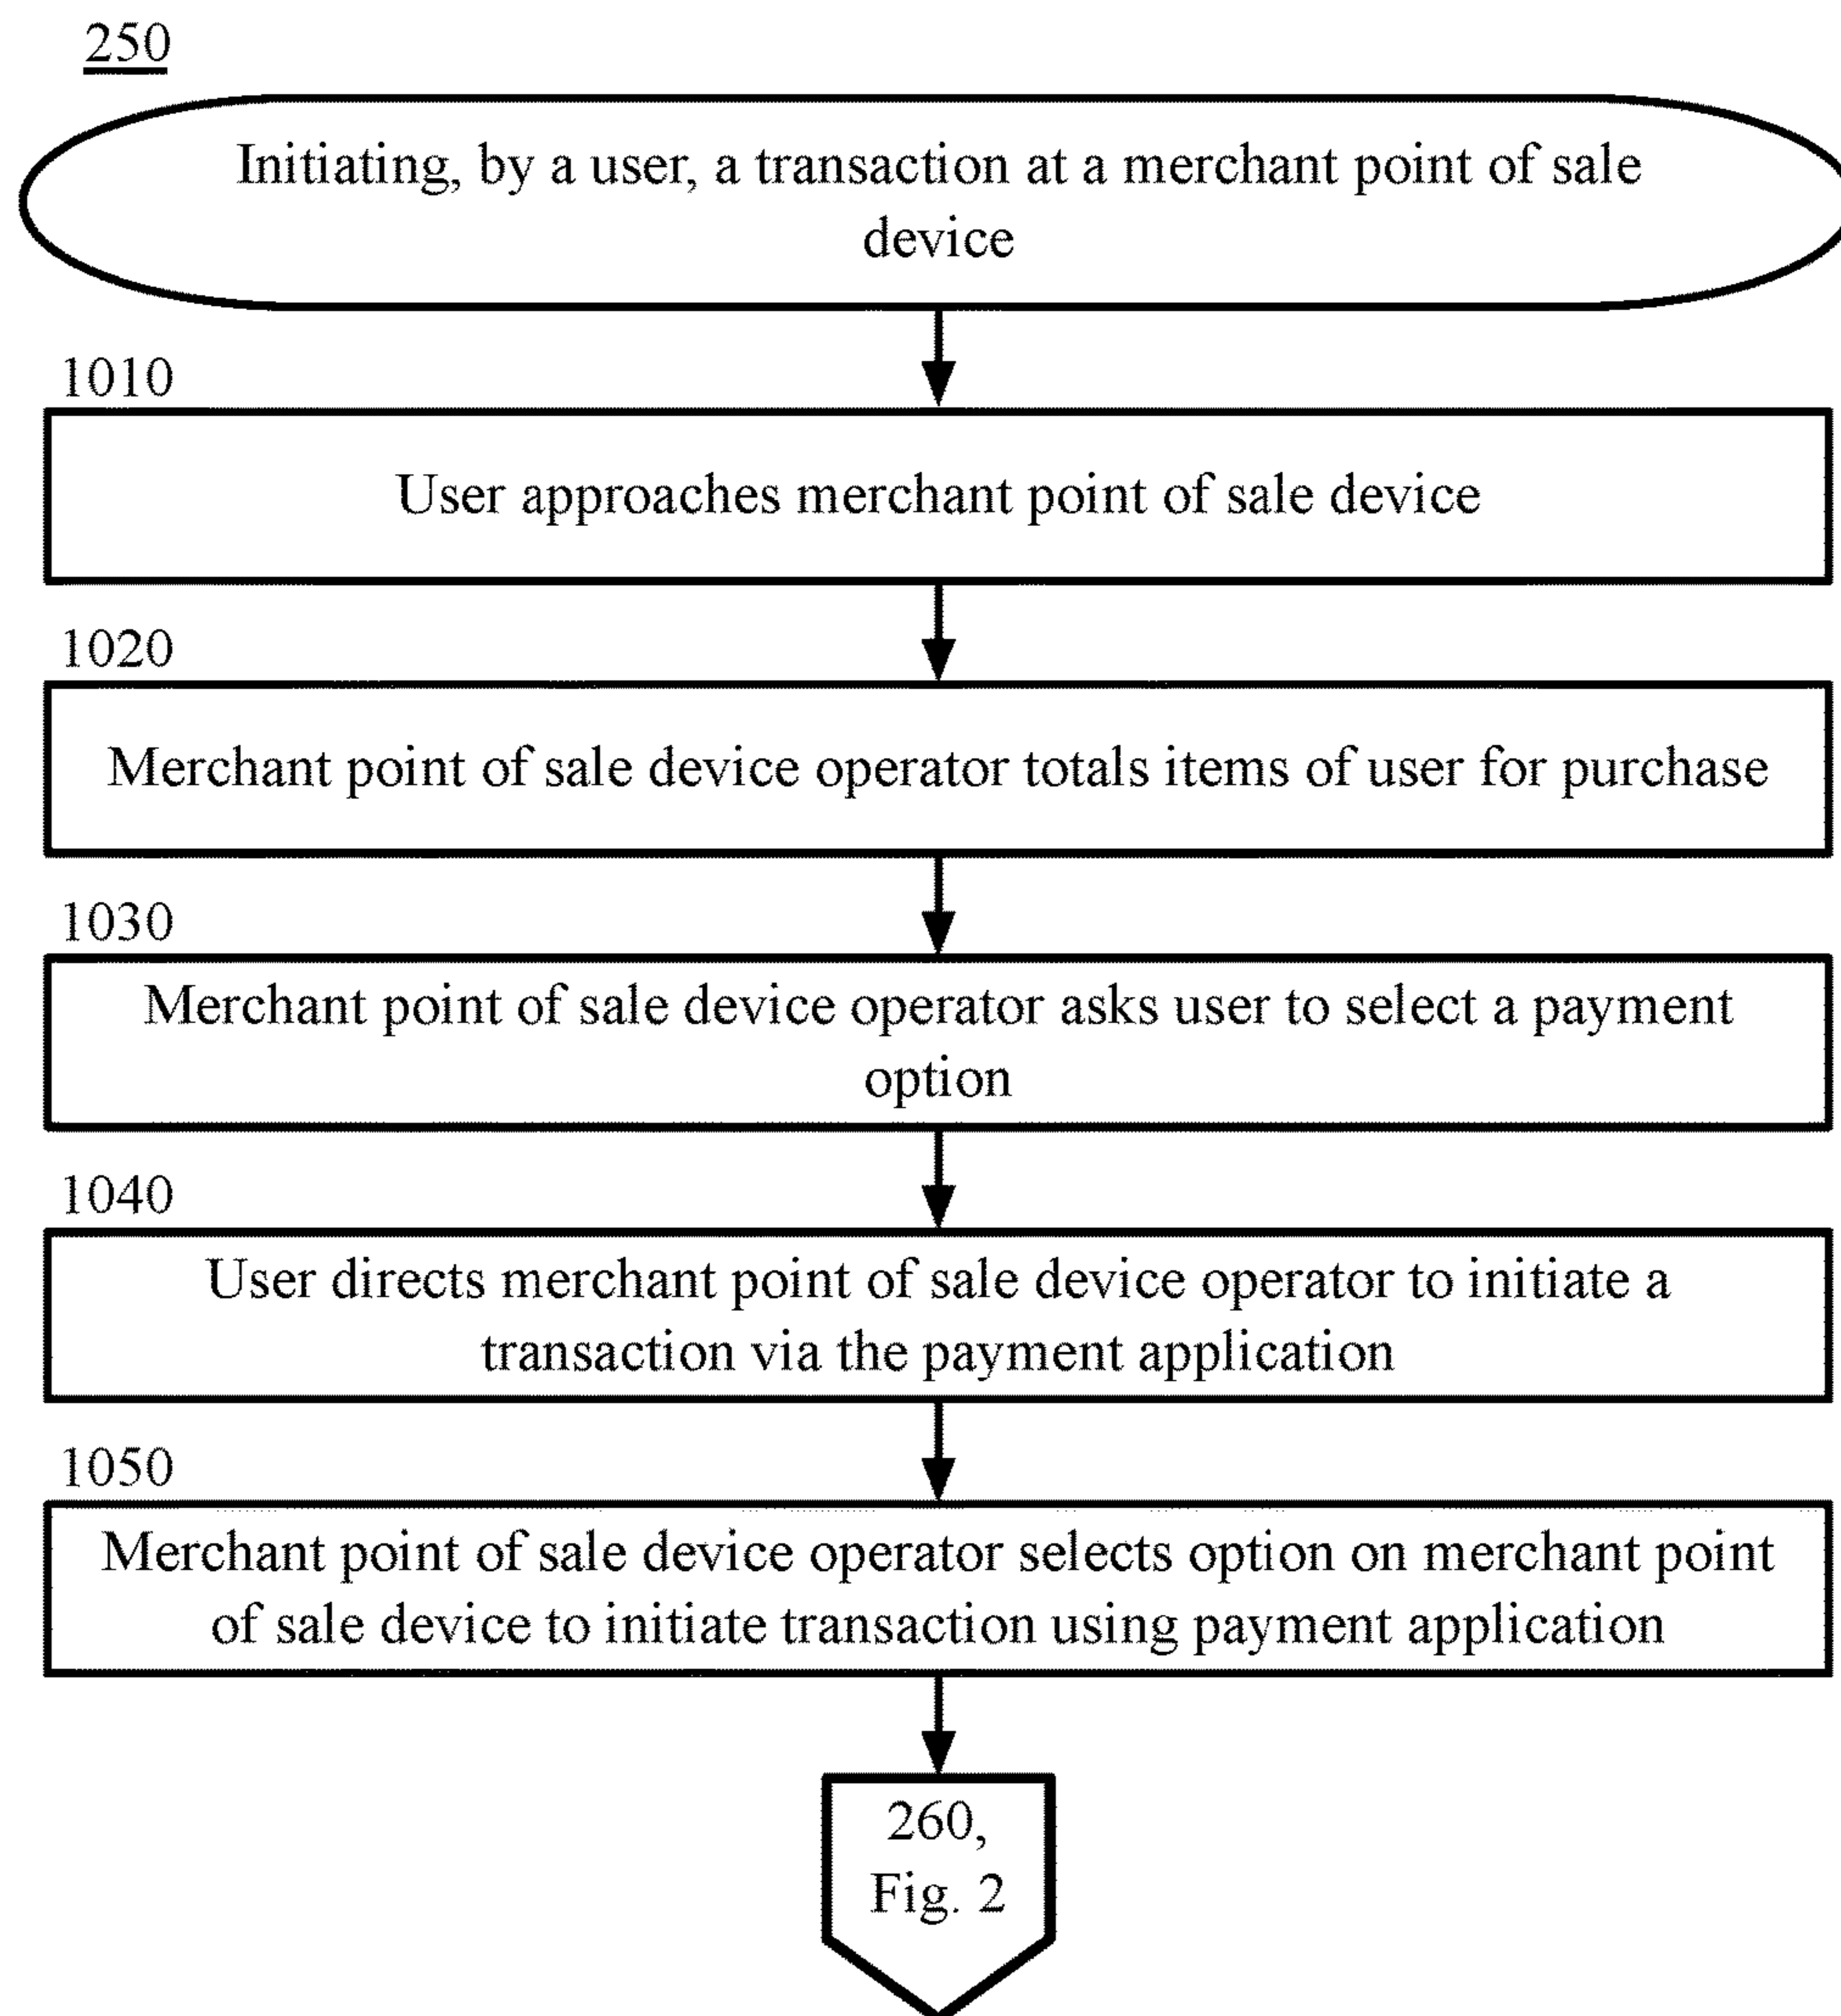 250
Initiating, by a user, a transaction at a merchant point of sale
device
1010
User approaches merchant point of sale device
1020
Merchant point of sale device operator totals items of user for purchase
1030
Merchant point of sale device operator asks user to select a payment
option
1040
User directs merchant point of sale device operator to initiate a
transaction via the payment application
1050
Merchant point of sale device operator selects option on merchant point
of sale device to initiate transaction using payment application
260,
Fig. 2